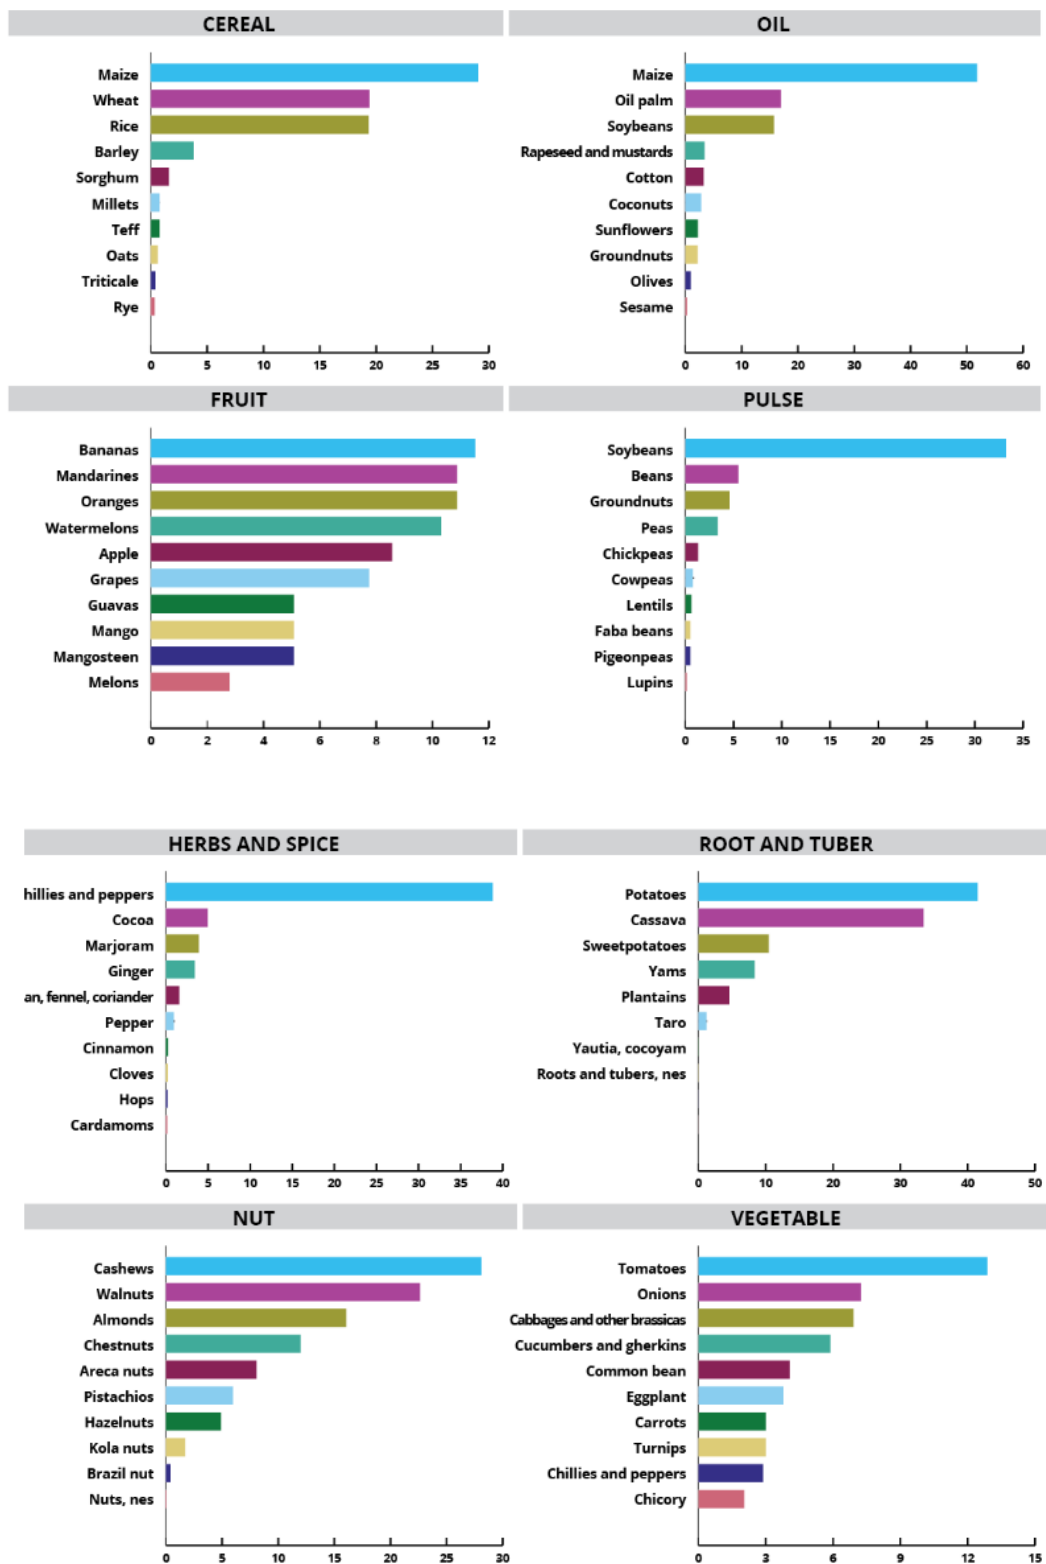 CEREAL
Maize
Wheat
Rice
Barley
Sorghum
Millets
Teff
Oats
Triticale
Rye
0 5 10 15 20 25 30
OIL
Maize
Oil palm
Soybeans
Rapeseed and mustards
Cotton
Coconuts
Sunflowers
Groundnuts
Olives
Sesame
0 10 20 30 40 50 60
FRUIT
Bananas
Mandarines
Oranges
Watermelons
Apple
Grapes
Guavas
Mango
Mangosteen
Melons
0 2 4 6 8 10 12
PULSE
Soybeans
Beans
Groundnuts
Peas
Chickpeas
Cowpeas
Lentils
Faba beans
Pigeonpeas
Lupins
0 5 10 15 20 25 30 35
HERBS AND SPICE
hillies and peppers
Cocoa
Marjoram
Ginger
an, fennel, coriander
Pepper
Cinnamon
Cloves
Hops
Cardamoms
0 5 10 15 20 25 30 35 40
ROOT AND TUBER
Potatoes
Cassava
Sweetpotatoes
Yams
Plantains
Taro
Yautia, cocoyam
Roots and tubers, nes
0 10 20 30 40 50
NUT
Cashews
Walnuts
Almonds
Chestnuts
Areca nuts
Pistachios
Hazelnuts
Kola nuts
Brazil nut
Nuts, nes
0 5 10 15 20 25 30
VEGETABLE
Tomatoes
Onions
Cabbages and other brassicas
Cucumbers and gherkins
Common bean
Eggplant
Carrots
Turnips
Chillies and peppers
Chicory
0 3 6 9 12 15